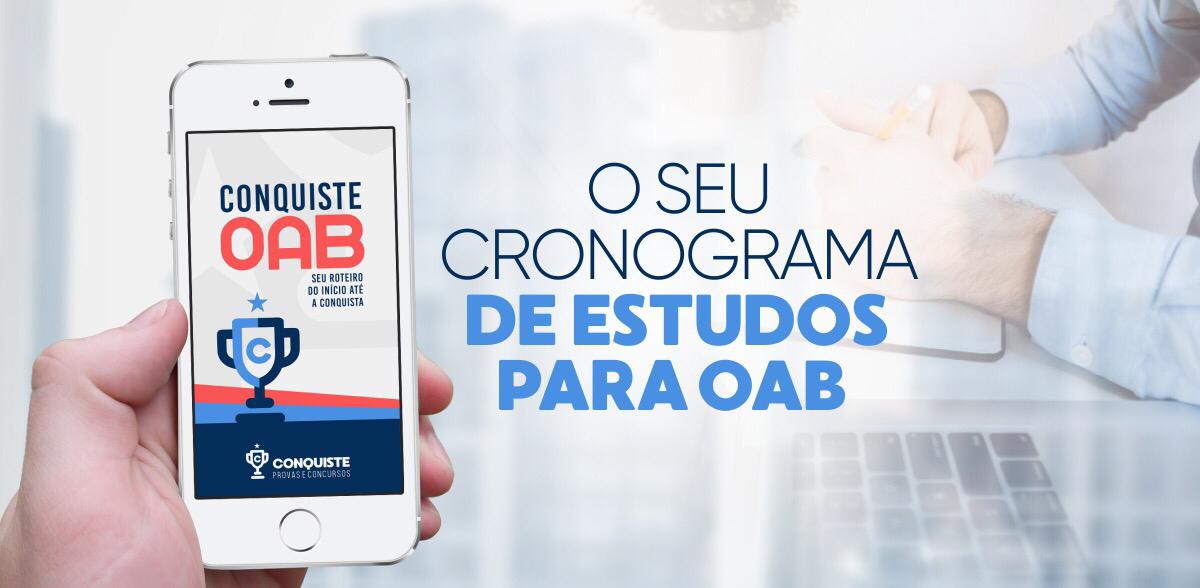 CONQUISTE
OAB
SEU ROTEIRO
DO INÍCIO ATÉ
A CONQUISTA
C
C
CONQUISTE
PROVAS E CONCURSOS
O SEU
CRONOGRAMA
DE ESTUDOS
PARA OAB